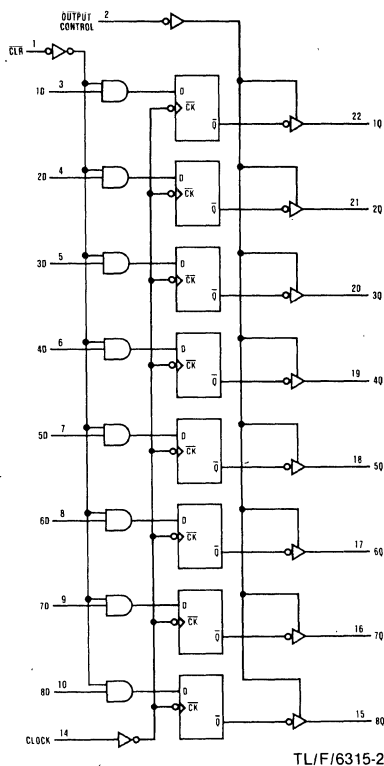 OUTPUT 2
CONTROL
CLR 1
1D 3 D CK Q 22 1Q
2D 4 D CK Q 21 2Q
3D 5 D CK Q 20 3Q
4D 6 D CK Q 19 4Q
5D 7 D CK Q 18 5Q
6D 8 D CK Q 17 6Q
7D 9 D CK Q 16 7Q
8D 10 D CK Q 15 8Q
CLOCK 14
TL/F/6315-2